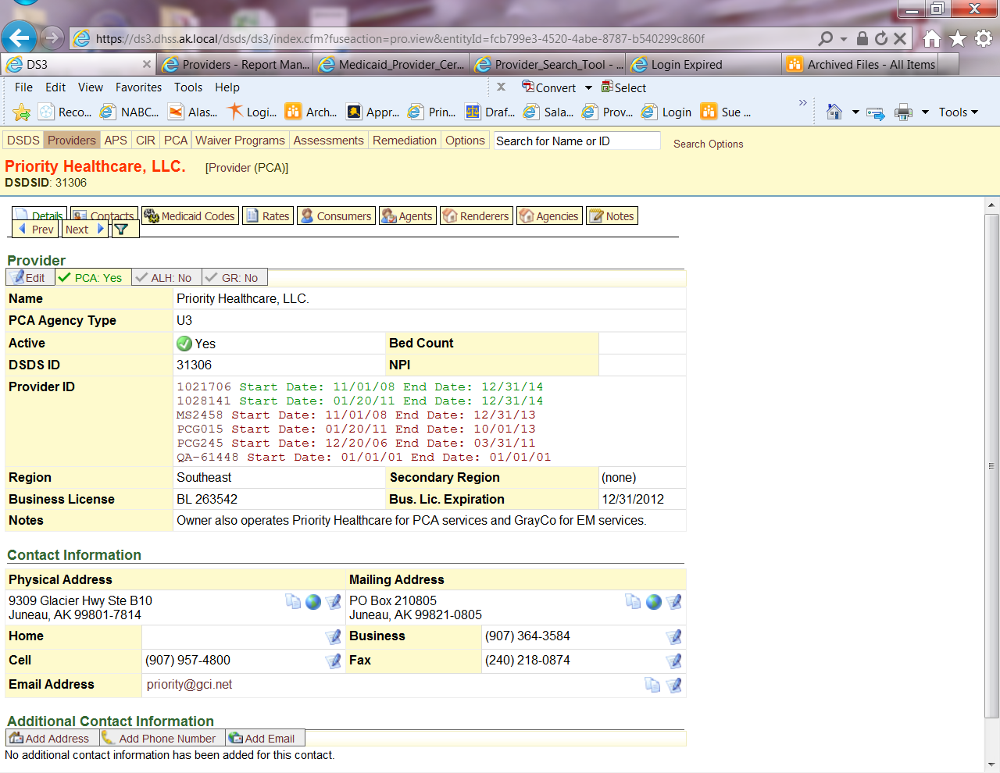 https://ds3.dhss.ak.local/dsds/ds3/index.cfm?fuseaction=pro.view&entityId=fcb799e3-4520-4abe-8787-b540299c860f
DS3 Providers - Report Man... Medicaid_Provider_Cer... Provider_Search_Tool - ... Login Expired Archived Files - All Items
File Edit View Favorites Tools Help x Convert Select
Reco... NABC... Alas... Logi... Arch... Appr... Prin... Draf... Sala... Prov... Login Sue ... » Tools
DSDS Providers APS CIR PCA Waiver Programs Assessments Remediation Options Search for Name or ID Search Options
Priority Healthcare, LLC. [Provider (PCA)]
DSDSID: 31306
Details Contacts Medicaid Codes Rates Consumers Agents Renderers Agencies Notes
Prev Next
Provider
Edit PCA: Yes ALH: No GR: No
Name Priority Healthcare, LLC.
PCA Agency Type U3
Active Yes Bed Count
DSDS ID 31306 NPI
Provider ID 1021706 Start Date: 11/01/08 End Date: 12/31/14
1028141 Start Date: 01/20/11 End Date: 12/31/14
MS2458 Start Date: 11/01/08 End Date: 12/31/13
PCG015 Start Date: 01/20/11 End Date: 10/01/13
PCG245 Start Date: 12/20/06 End Date: 03/31/11
QA-61448 Start Date: 01/01/01 End Date: 01/01/01
Region Southeast Secondary Region (none)
Business License BL 263542 Bus. Lic. Expiration 12/31/2012
Notes Owner also operates Priority Healthcare for PCA services and GrayCo for EM services.
Contact Information
Physical Address Mailing Address
9309 Glacier Hwy Ste B10 PO Box 210805
Juneau, AK 99801-7814 Juneau, AK 99821-0805
Home Business (907) 364-3584
Cell (907) 957-4800 Fax (240) 218-0874
Email Address priority@gci.net
Additional Contact Information
Add Address Add Phone Number Add Email
No additional contact information has been added for this contact.